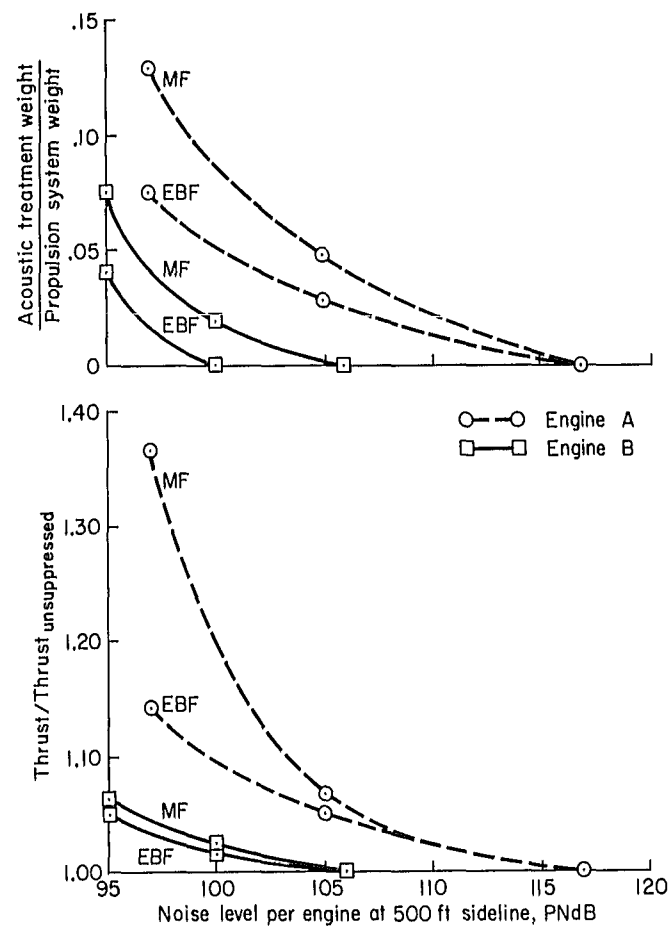 .15
.10
.05
0
Acoustic treatment weight
Propulsion system weight
MF
EBF
MF
EBF
1.40
1.30
1.20
1.10
1.00
Thrust/Thrust unsuppressed
Engine A
Engine B
MF
EBF
MF
EBF
95 100 105 110 115 120
Noise level per engine at 500 ft sideline, PNdB